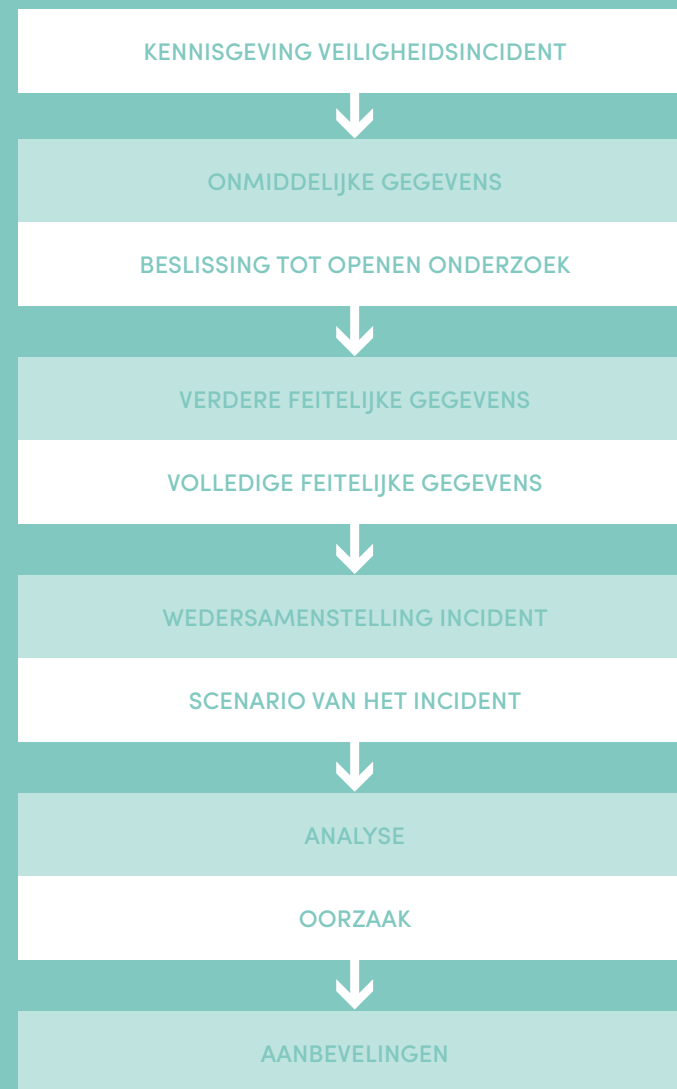 KENNISGEVING VEILIGHEIDSINCIDENT
ONMIDDELIJKE GEGEVENS
BESLISSING TOT OPENEN ONDERZOEK
VERDERE FEITELIJKE GEGEVENS
VOLLEDIGE FEITELIJKE GEGEVENS
WEDERSAMENSTELLING INCIDENT
SCENARIO VAN HET INCIDENT
ANALYSE
OORZAAK
AANBEVELINGEN